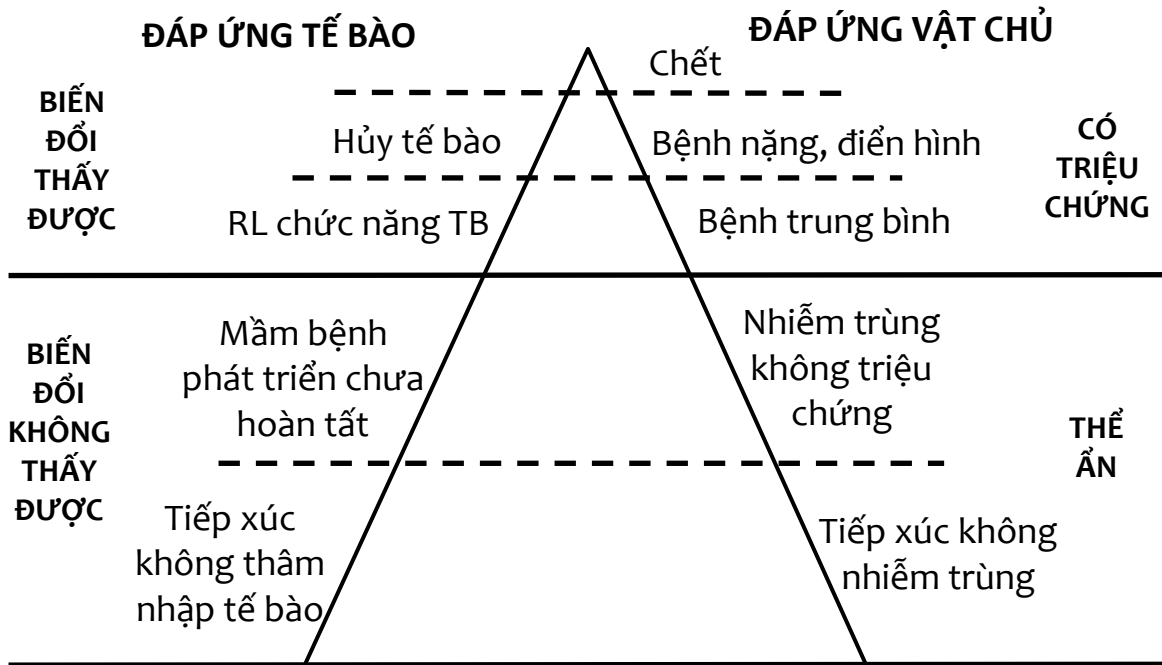 ĐÁP ỨNG TẾ BÀO
ĐÁP ỨNG VẬT CHỦ
BIẾN
ĐỔI
THẤY
ĐƯỢC
Chết
Hủy tế bào
Bệnh nặng, điển hình
RL chức năng TB
Bệnh trung bình
CÓ
TRIỆU
CHỨNG
BIẾN
ĐỔI
KHÔNG
THẤY
ĐƯỢC
Mầm bệnh
phát triển chưa
hoàn tất
Nhiễm trùng
không triệu
chứng
Tiếp xúc
không thâm
nhập tế bào
Tiếp xúc không
nhiễm trùng
THỂ
ẨN